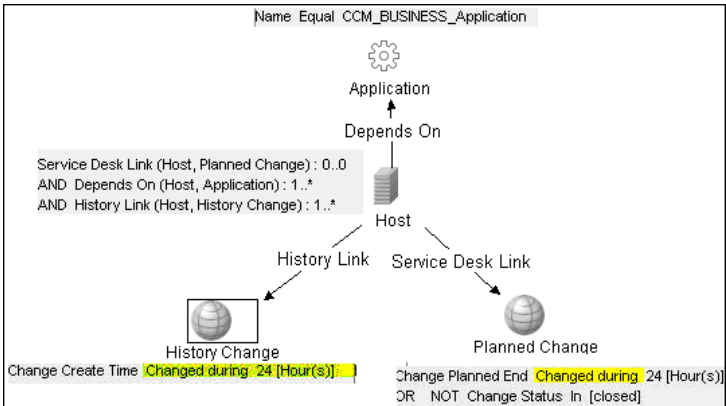 Name Equal CCM_BUSINESS_Application
Application
Depends On
Service Desk Link (Host, Planned Change) : 0..0
AND Depends On (Host, Application) : 1..*
AND History Link (Host, History Change) : 1..*
Host
History Link Service Desk Link
History Change
Planned Change
Change Create Time Changed during 24 [Hour(s)]
Change Planned End Changed during 24 [Hour(s)]
OR NOT Change Status In [closed]